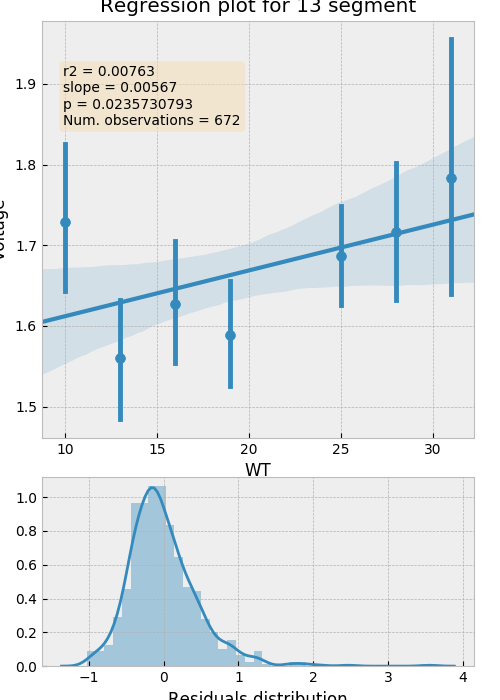 Regression plot for 13 segment
r2 = 0.00763
slope = 0.00567
p = 0.0235730793
Num. observations = 672
1.9
1.8
1.7
1.6
1.5
Voltage
10 15 20 25 30
WT
1.0
0.8
0.6
0.4
0.2
0.0
−1 0 1 2 3 4
Residuals distribution